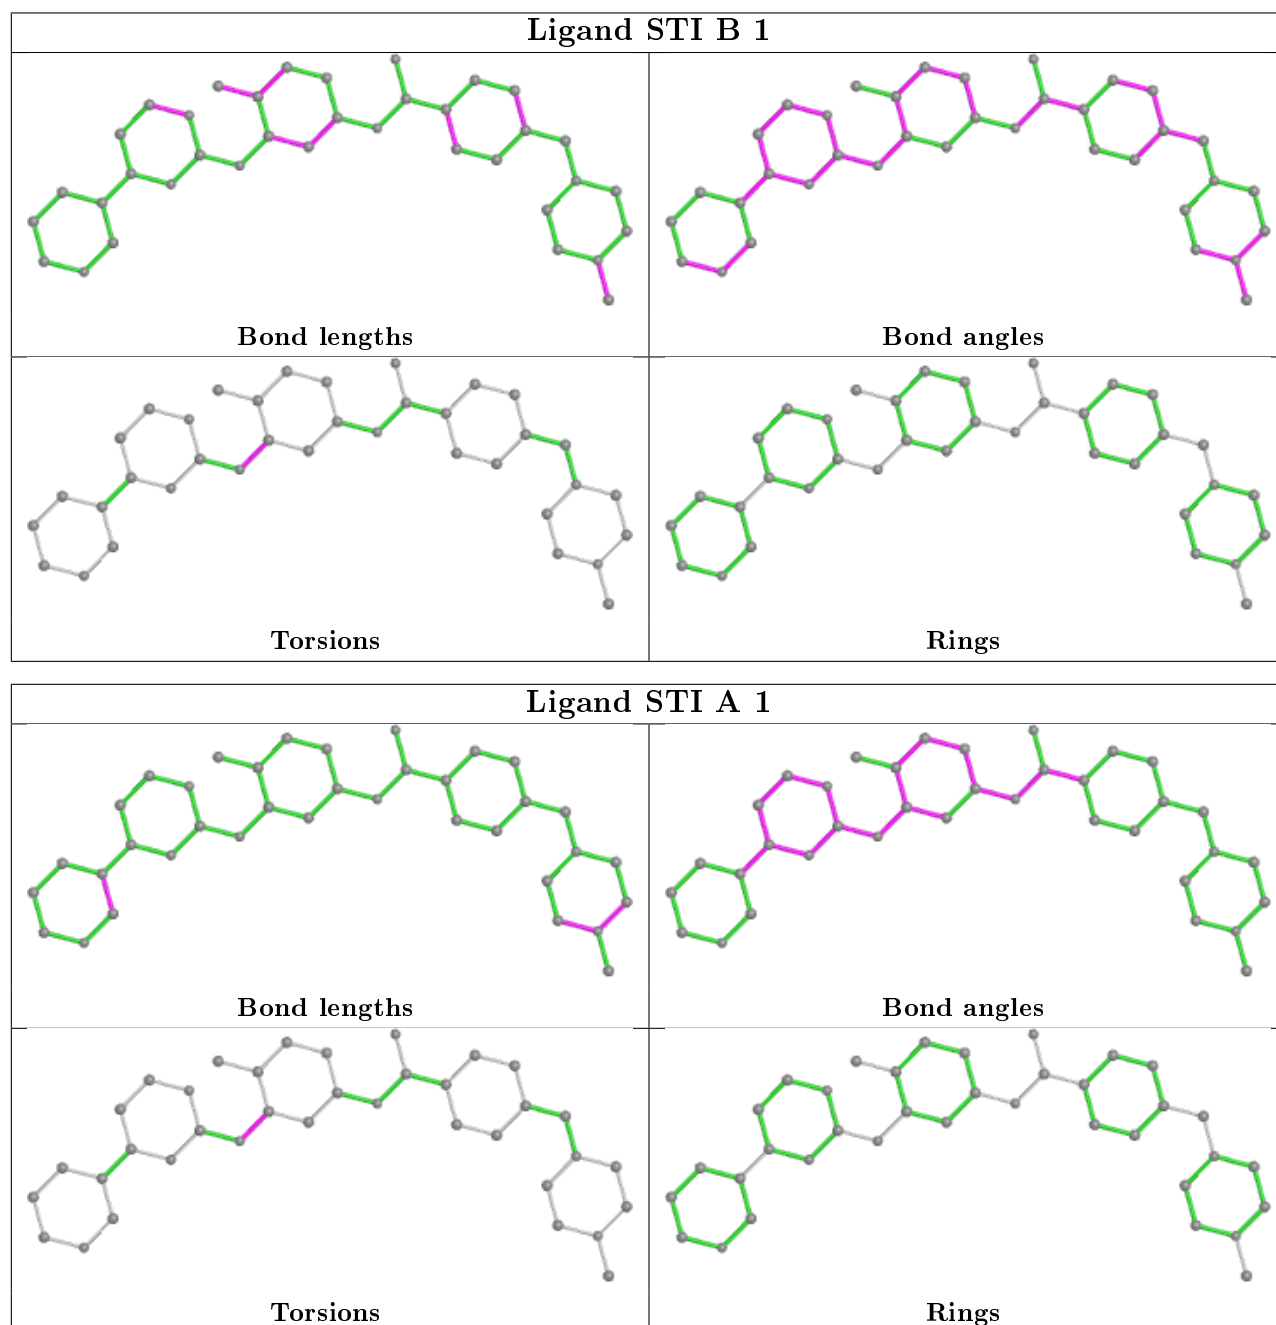 Ligand STI B 1
Bond lengths
Bond angles
Torsions
Rings
Ligand STI A 1
Bond lengths
Bond angles
Torsions
Rings